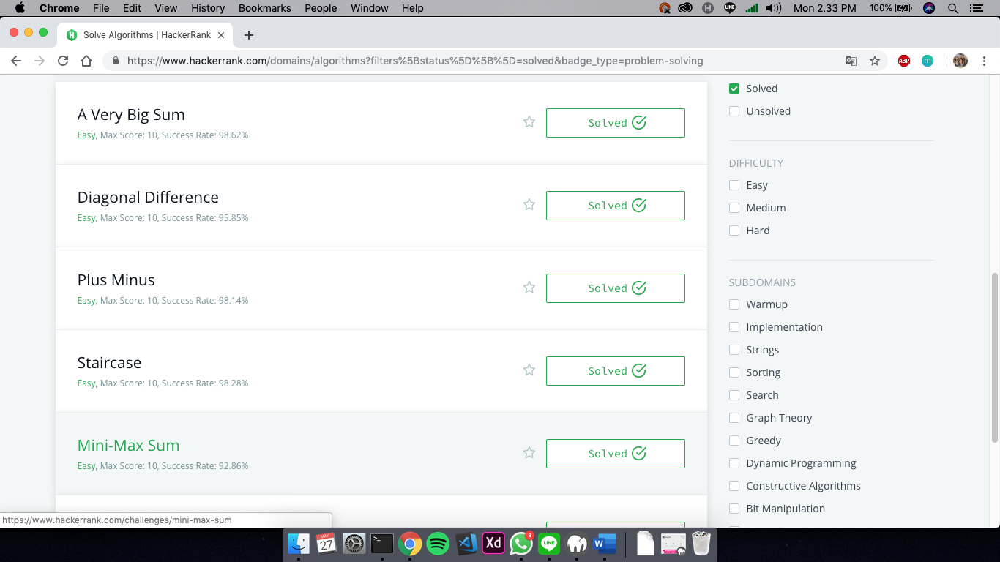 Chrome File Edit View History Bookmarks People Window Help
LINE
Mon 2.33 PM 100%
H Solve Algorithms | HackerRank
https://www.hackerrank.com/domains/algorithms?filters%5Bstatus%5D%5B%5D=solved&badge_type=problem-solving
ABP m
A Very Big Sum
Easy, Max Score: 10, Success Rate: 98.62%
Solved
Diagonal Difference
Easy, Max Score: 10, Success Rate: 95.85%
Solved
Plus Minus
Easy, Max Score: 10, Success Rate: 98.14%
Solved
Staircase
Easy, Max Score: 10, Success Rate: 98.28%
Solved
Mini-Max Sum
Easy, Max Score: 10, Success Rate: 92.86%
Solved
Solved
Unsolved
DIFFICULTY
Easy
Medium
Hard
SUBDOMAINS
Warmup
Implementation
Strings
Sorting
Search
Graph Theory
Greedy
Dynamic Programming
Constructive Algorithms
Bit Manipulation
https://www.hackerrank.com/challenges/mini-max-sum
MAY
27
>_
Xd
3
LINE
W